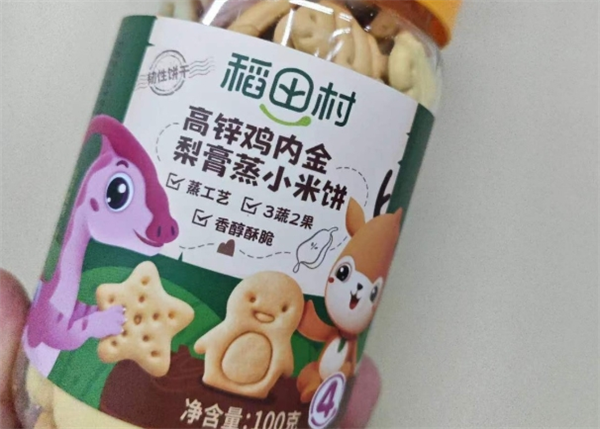 韧性饼干
稻田村
高锌鸡内金
梨膏蒸小米饼
蒸工艺 3蔬2果
香醇酥脆
净含量:100克
4